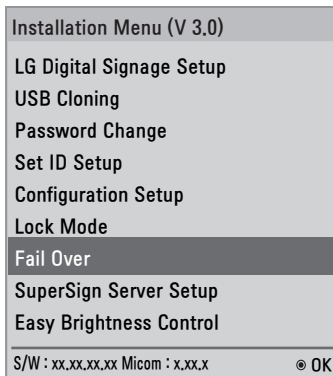 Installation Menu (V 3.0)
LG Digital Signage Setup
USB Cloning
Password Change
Set ID Setup
Configuration Setup
Lock Mode
Fail Over
SuperSign Server Setup
Easy Brightness Control
S/W : xx.xx.xx.xx Micom : x.xx.x ◉ OK